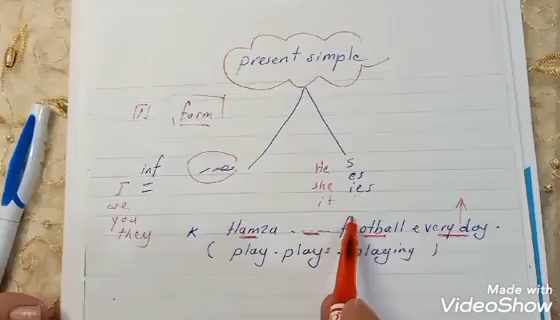 present simple
[1] form
inf
I
we
you
they
He
she
it
s
es
ies
* Hamza ___ football every day.
( play - plays - playing )
Made with
VideoShow